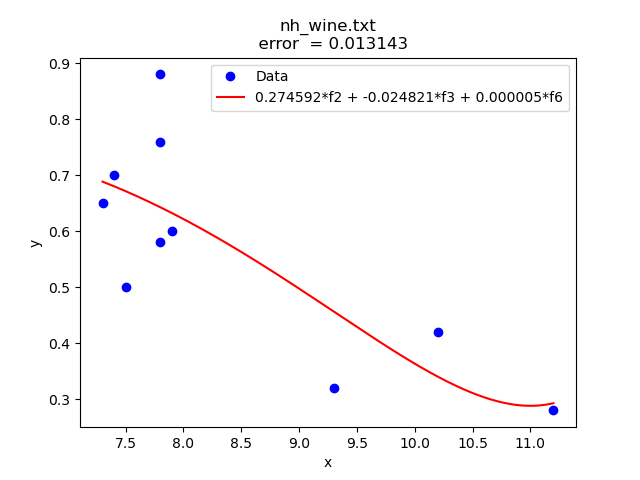 nh_wine.txt
error = 0.013143
Data
0.274592*f2 + -0.024821*f3 + 0.000005*f6
0.9
0.8
0.7
0.6
0.5
0.4
0.3
y
7.5 8.0 8.5 9.0 9.5 10.0 10.5 11.0
x